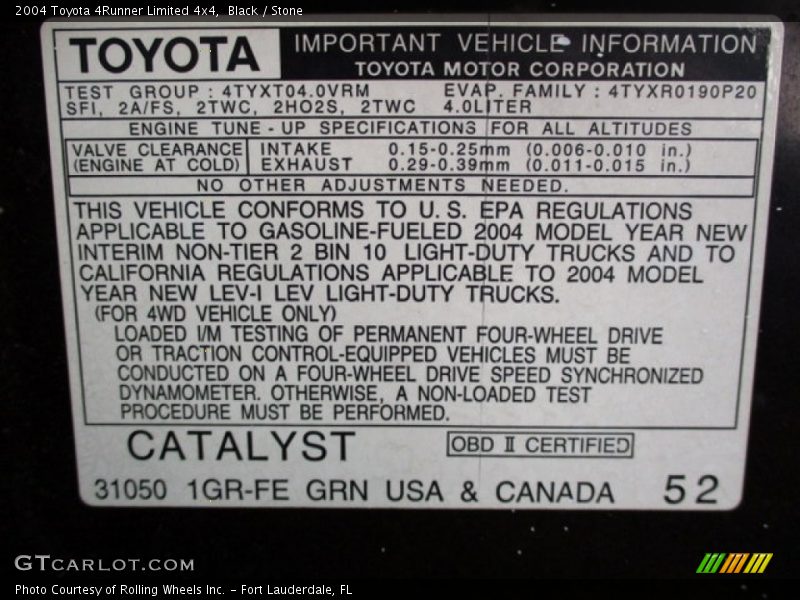 2004 Toyota 4Runner Limited 4x4, Black / Stone
TOYOTA
IMPORTANT VEHICLE INFORMATION
TOYOTA MOTOR CORPORATION
TEST GROUP : 4TYXT04.0VRM EVAP. FAMILY : 4TYXR0190P20
SFI, 2A/FS, 2TWC, 2HO2S, 2TWC 4.0LITER
ENGINE TUNE - UP SPECIFICATIONS FOR ALL ALTITUDES
VALVE CLEARANCE INTAKE 0.15-0.25mm (0.006-0.010 in.)
(ENGINE AT COLD) EXHAUST 0.29-0.39mm (0.011-0.015 in.)
NO OTHER ADJUSTMENTS NEEDED.
THIS VEHICLE CONFORMS TO U.S. EPA REGULATIONS
APPLICABLE TO GASOLINE-FUELED 2004 MODEL YEAR NEW
INTERIM NON-TIER 2 BIN 10 LIGHT-DUTY TRUCKS AND TO
CALIFORNIA REGULATIONS APPLICABLE TO 2004 MODEL
YEAR NEW LEV-I LEV LIGHT-DUTY TRUCKS.
(FOR 4WD VEHICLE ONLY)
LOADED I/M TESTING OF PERMANENT FOUR-WHEEL DRIVE
OR TRACTION CONTROL-EQUIPPED VEHICLES MUST BE
CONDUCTED ON A FOUR-WHEEL DRIVE SPEED SYNCHRONIZED
DYNAMOMETER. OTHERWISE, A NON-LOADED TEST
PROCEDURE MUST BE PERFORMED.
CATALYST OBD II CERTIFIED
31050 1GR-FE GRN USA & CANADA 52
GTCARLOT.COM
Photo Courtesy of Rolling Wheels Inc. - Fort Lauderdale, FL